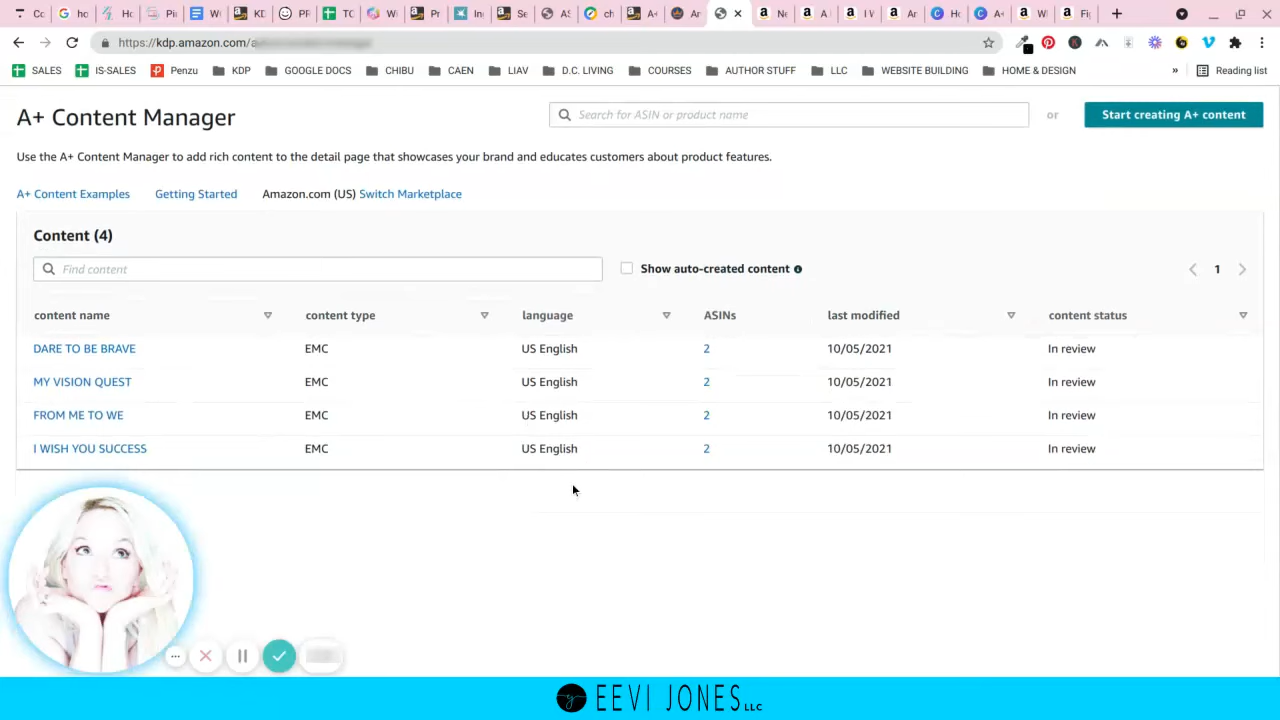 https://kdp.amazon.com/a
SALES IS-SALES Penzu KDP GOOGLE DOCS CHIBU CAEN LIAV D.C. LIVING COURSES AUTHOR STUFF LLC WEBSITE BUILDING HOME & DESIGN » Reading list
A+ Content Manager
Search for ASIN or product name
or
Start creating A+ content
Use the A+ Content Manager to add rich content to the detail page that showcases your brand and educates customers about product features.
A+ Content Examples Getting Started Amazon.com (US) Switch Marketplace
Content (4)
Find content
Show auto-created content
1
content name content type language ASINs last modified content status
DARE TO BE BRAVE EMC US English 2 10/05/2021 In review
MY VISION QUEST EMC US English 2 10/05/2021 In review
FROM ME TO WE EMC US English 2 10/05/2021 In review
I WISH YOU SUCCESS EMC US English 2 10/05/2021 In review
EEVI JONES LLC